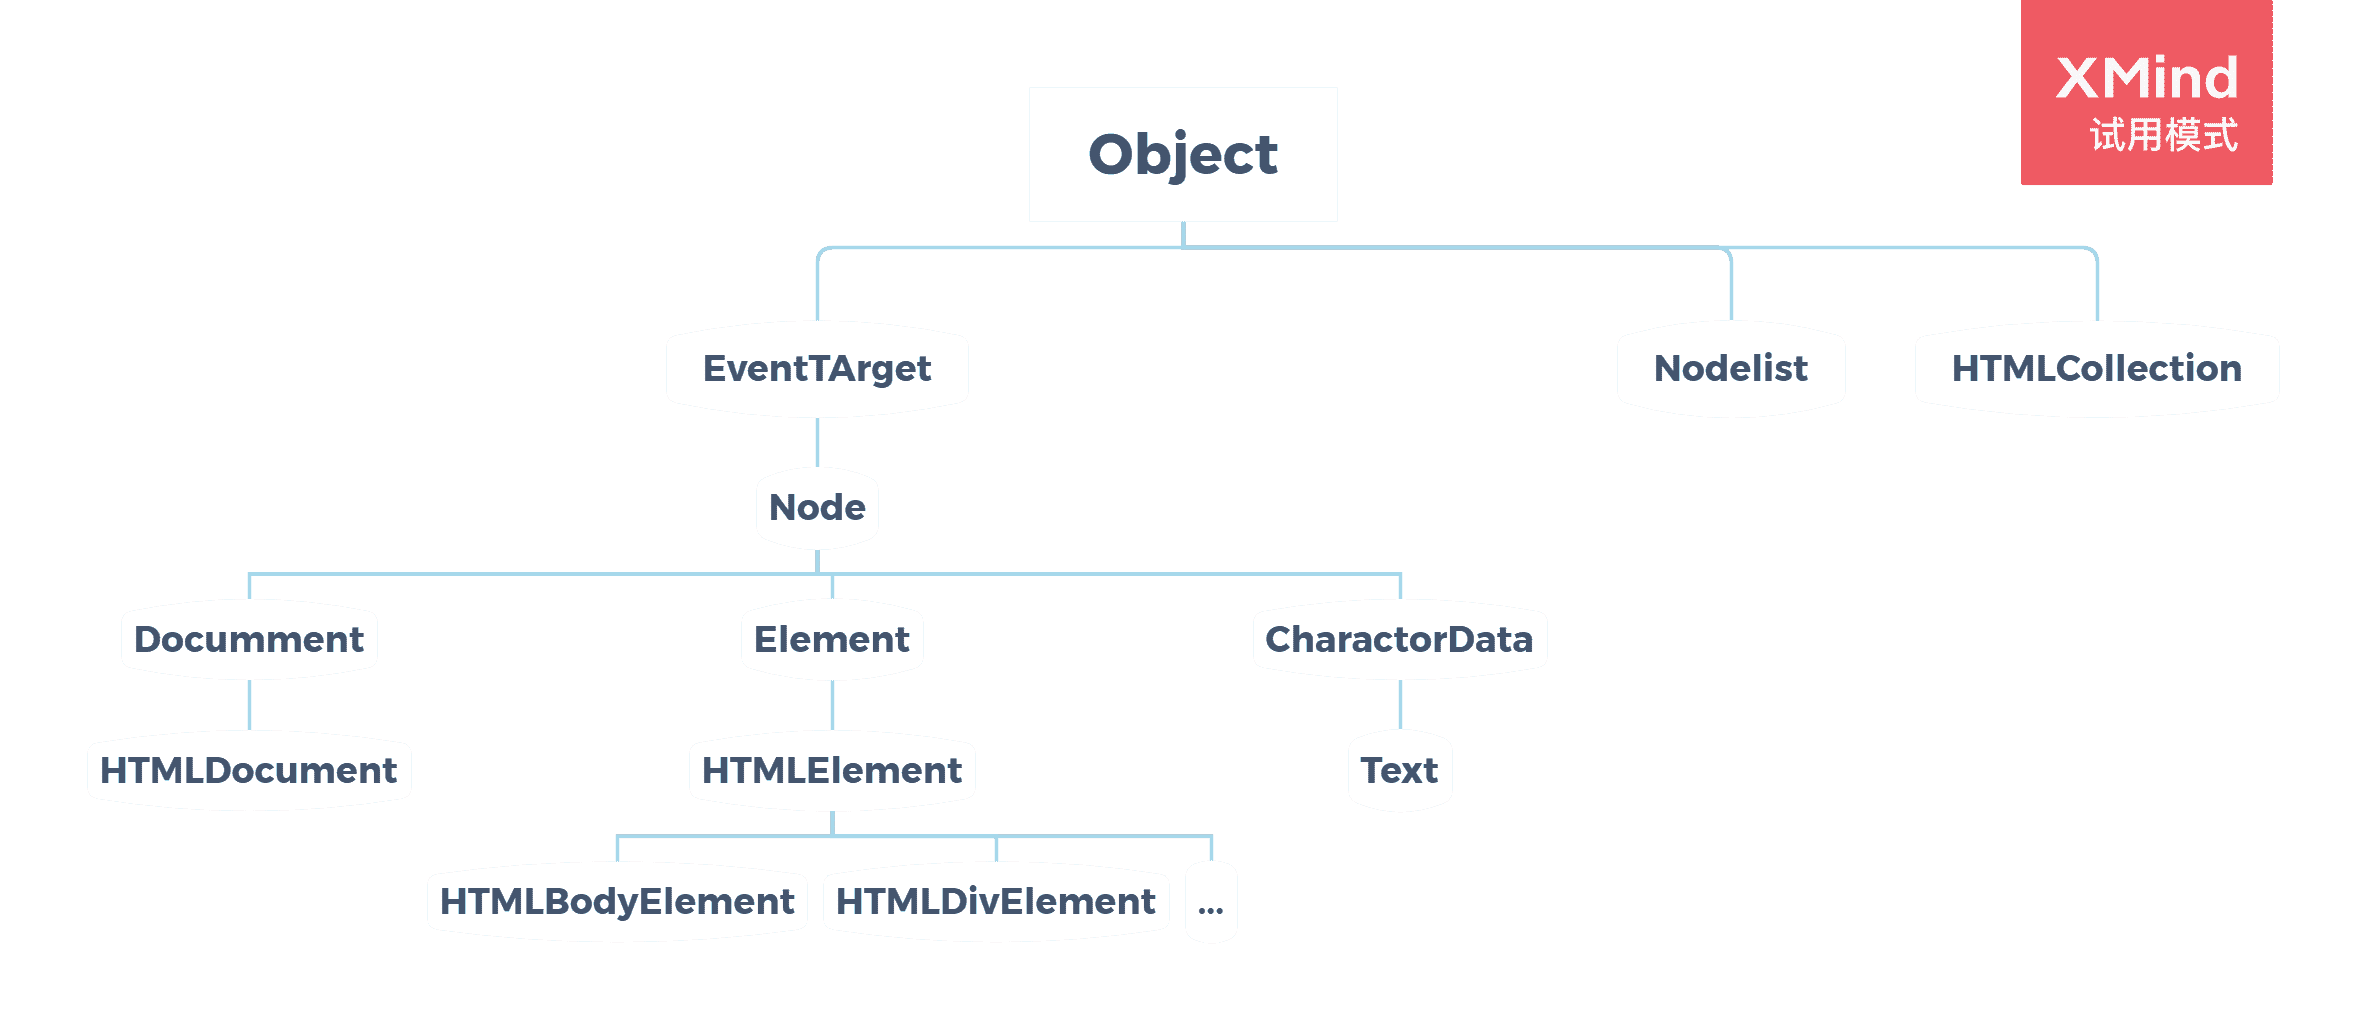 XMind
试用模式
Object
EventTArget
Nodelist
HTMLCollection
Node
Documment
Element
CharactorData
HTMLDocument
HTMLElement
Text
HTMLBodyElement
HTMLDivElement
...